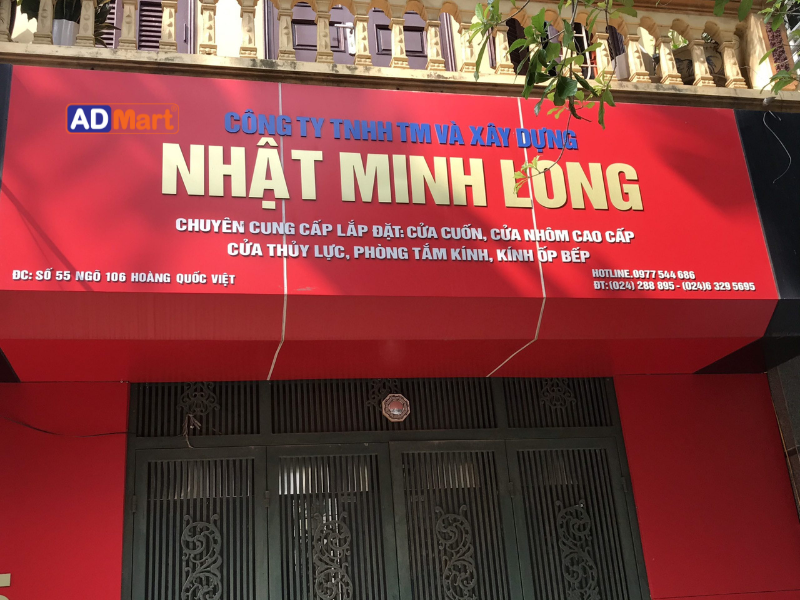 ADMart
CÔNG TY TNHH TM VÀ XÂY DỰNG
NHẬT MINH LONG
CHUYÊN CUNG CẤP LẮP ĐẶT: CỬA CUỐN, CỬA NHÔM CAO CẤP
CỬA THỦY LỰC, PHÒNG TẮM KÍNH, KÍNH ỐP BẾP
ĐC: SỐ 55 NGÕ 106 HOÀNG QUỐC VIỆT
HOTLINE.0977 544 686
ĐT: (024) 288 895 - (024)6 329 5695